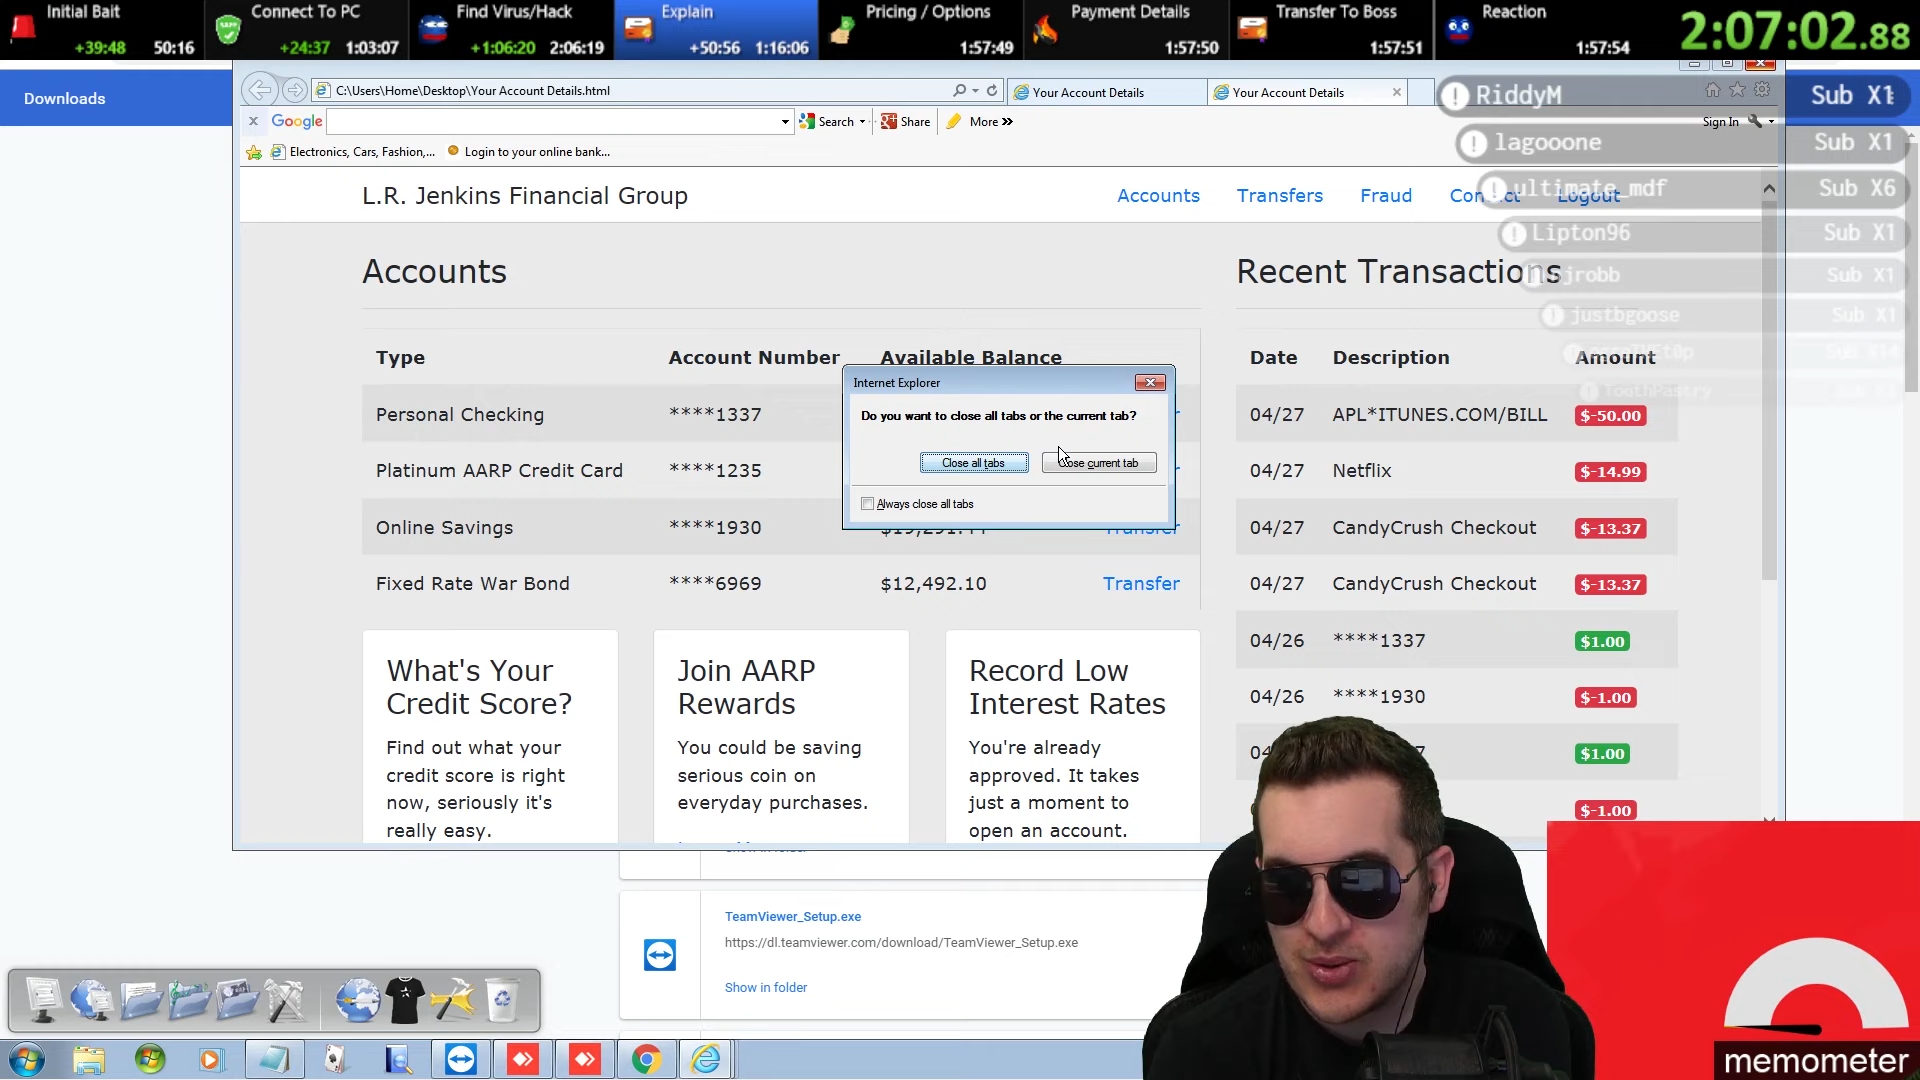 Initial Bait
+39:48 50:16
Connect To PC
+24:37 1:03:07
Find Virus/Hack
+1:06:20 2:06:19
Explain
+50:56 1:16:06
Pricing / Options
1:57:49
Payment Details
1:57:50
Transfer To Boss
1:57:51
Reaction
1:57:54
2:07:02.88
Downloads
C:\Users\Home\Desktop\Your Account Details.html
Your Account Details
Your Account Details
RiddyM Sub X1
Google Search Share More »
Sign In
lagooone Sub X1
Electronics, Cars, Fashion,... Login to your online bank...
L.R. Jenkins Financial Group
Accounts Transfers Fraud Logout
ultimate_mdf Sub X6
Lipton96 Sub X1
Accounts
Recent Transactions
jrobb Sub X1
justbgoose Sub X1
Type Account Number Available Balance
Date Description Amount
Personal Checking ****1337
04/27 APL*ITUNES.COM/BILL $-50.00
Platinum AARP Credit Card ****1235
04/27 Netflix $-14.99
Online Savings ****1930 Transfer
04/27 CandyCrush Checkout $-13.37
Fixed Rate War Bond ****6969 $12,492.10 Transfer
04/27 CandyCrush Checkout $-13.37
04/26 ****1337 $1.00
04/26 ****1930 $-1.00
$1.00
$-1.00
Internet Explorer
Do you want to close all tabs or the current tab?
Close all tabs
current tab
Always close all tabs
What's Your
Credit Score?
Find out what your
credit score is right
now, seriously it's
really easy.
Join AARP
Rewards
You could be saving
serious coin on
everyday purchases.
Record Low
Interest Rates
You're already
approved. It takes
just a moment to
open an account.
TeamViewer_Setup.exe
https://dl.teamviewer.com/download/TeamViewer_Setup.exe
Show in folder
memometer